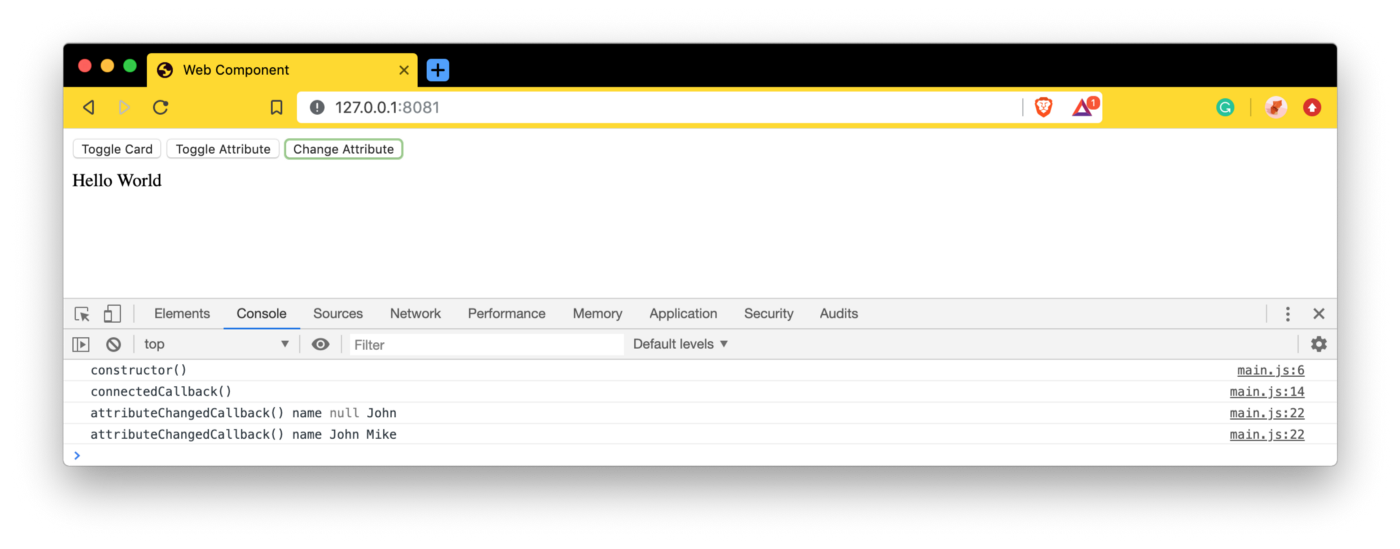 Web Component
127.0.0.1:8081
1
Toggle Card Toggle Attribute Change Attribute
Hello World
Elements Console Sources Network Performance Memory Application Security Audits
top Filter Default levels
constructor() main.js:6
connectedCallback() main.js:14
attributeChangedCallback() name null John main.js:22
attributeChangedCallback() name John Mike main.js:22